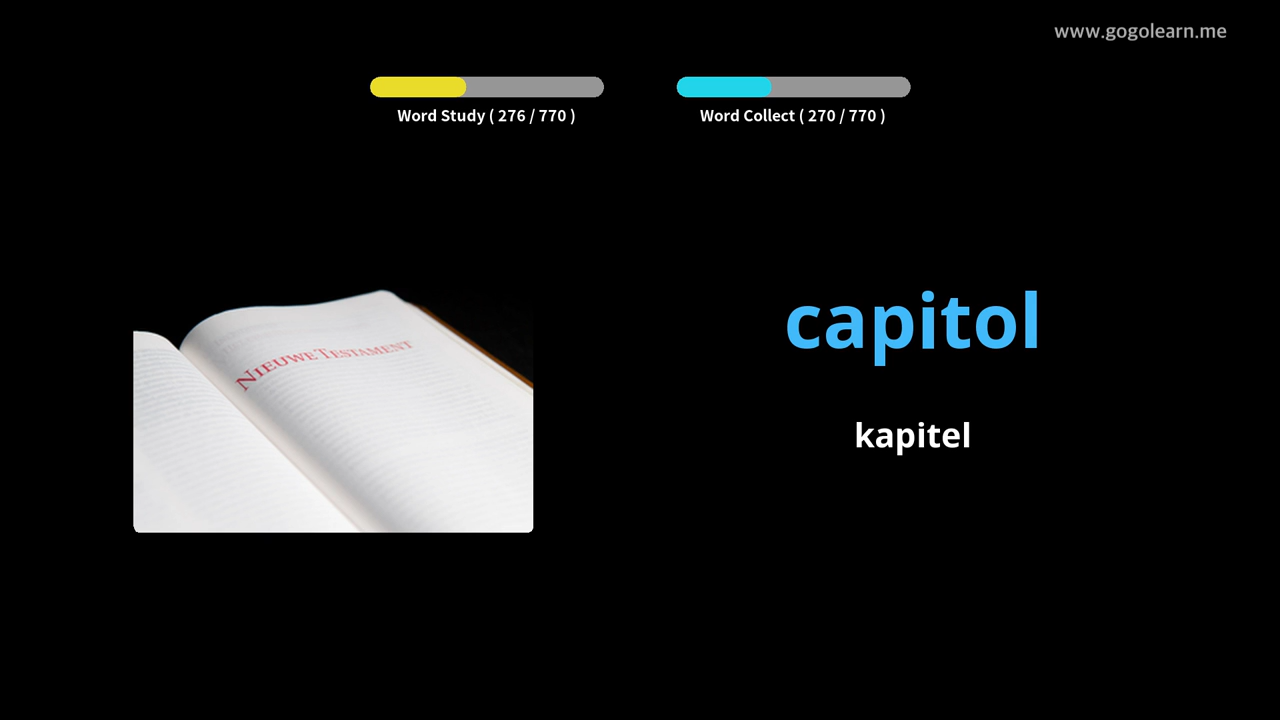 www.gogolearn.me
Word Study ( 276 / 770 )
Word Collect ( 270 / 770 )
NIEUWE TESTAMENT
capitol
kapitel